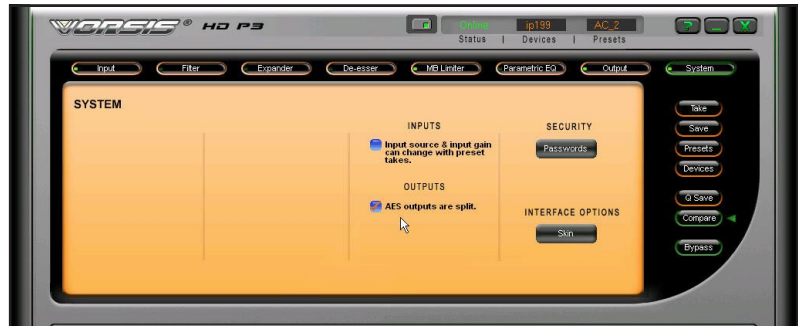 VORSIS® HD P3
Online ip199 AC_2
Status | Devices | Presets
? _ X
Input Filter Expander De-esser MB Limiter Parametric EQ Output System
SYSTEM
INPUTS
Input source & input gain
can change with preset
takes.
OUTPUTS
AES outputs are split.
SECURITY
Passwords
INTERFACE OPTIONS
Skin
Take
Save
Presets
Devices
Q Save
Compare
Bypass